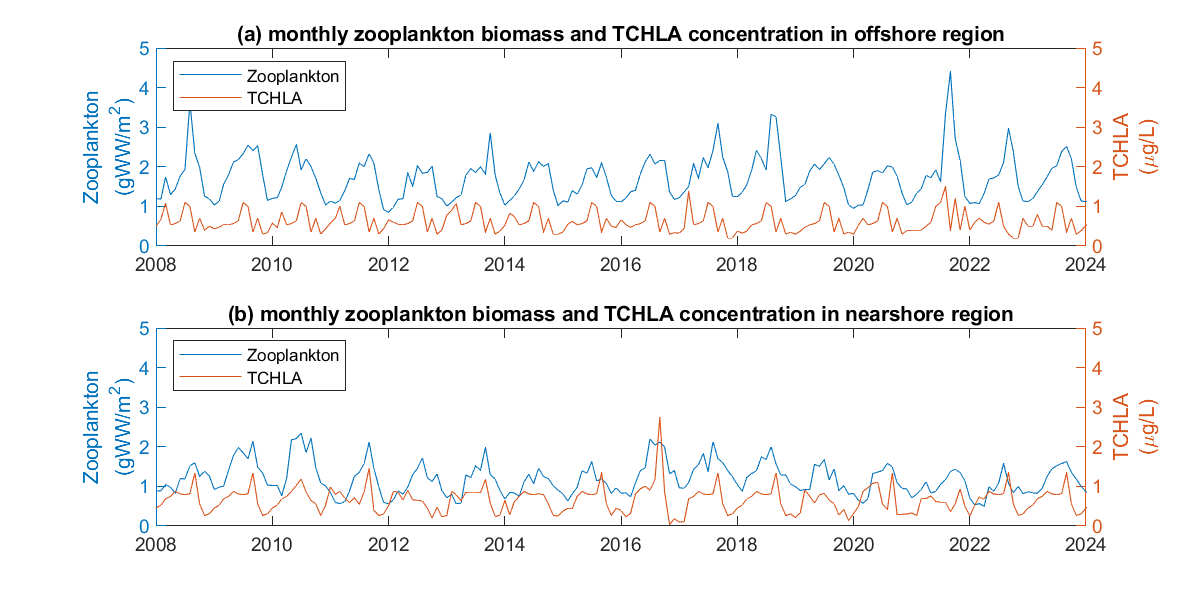 (a) monthly zooplankton biomass and TCHLA concentration in offshore region
Zooplankton
(gWW/m²)
5
4
3
2
1
0
Zooplankton
TCHLA
5
4
3
2
1
0
TCHLA
(μg/L)
2008 2010 2012 2014 2016 2018 2020 2022 2024
(b) monthly zooplankton biomass and TCHLA concentration in nearshore region
Zooplankton
(gWW/m²)
5
4
3
2
1
0
Zooplankton
TCHLA
5
4
3
2
1
0
TCHLA
(μg/L)
2008 2010 2012 2014 2016 2018 2020 2022 2024